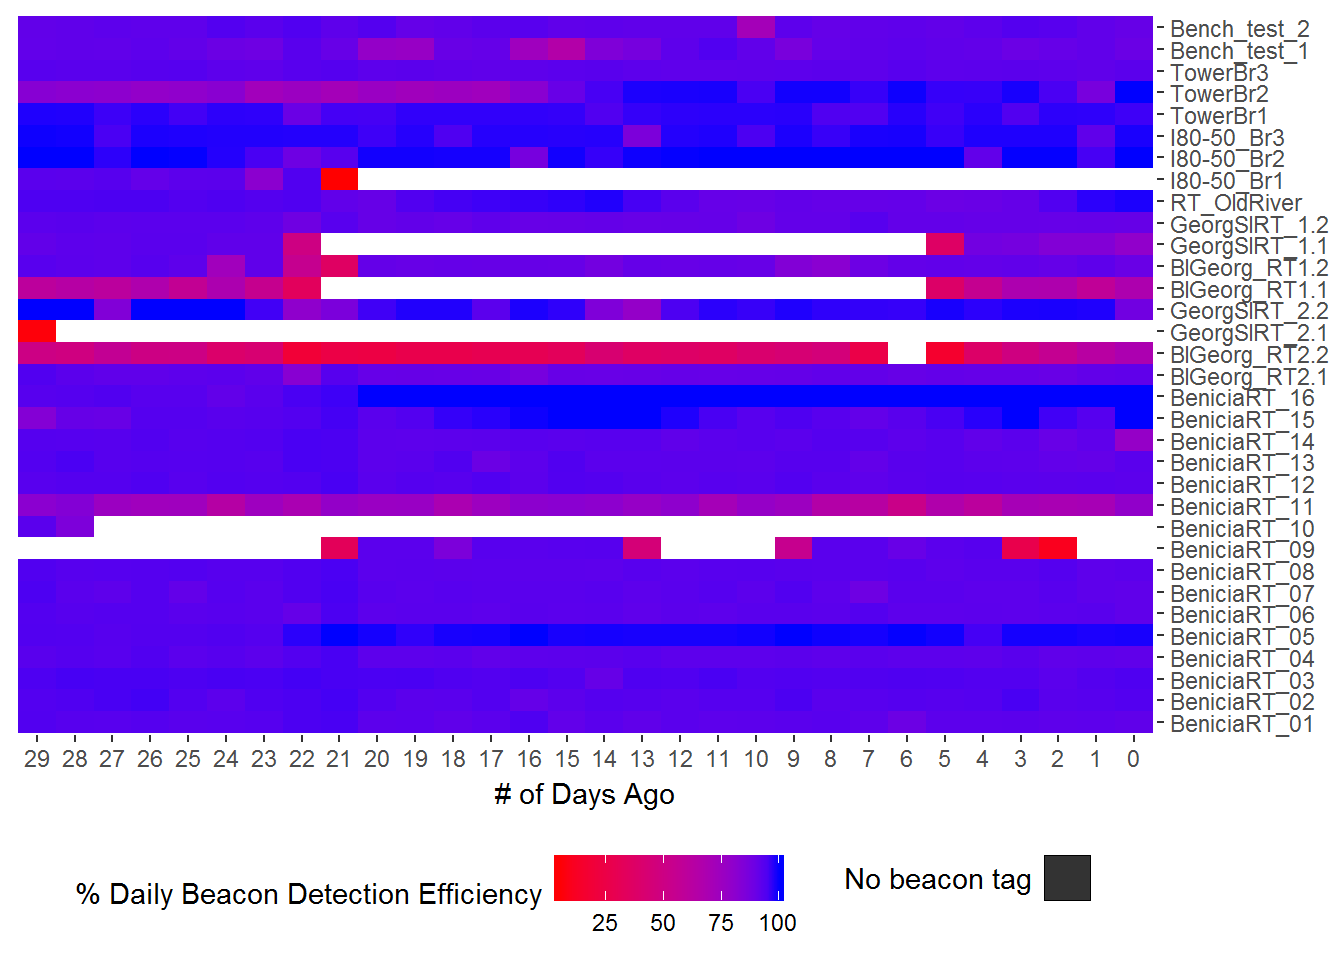 Bench_test_2
Bench_test_1
TowerBr3
TowerBr2
TowerBr1
I80-50_Br3
I80-50_Br2
I80-50_Br1
RT_OldRiver
GeorgSlRT_1.2
GeorgSlRT_1.1
BlGeorg_RT1.2
BlGeorg_RT1.1
GeorgSlRT_2.2
GeorgSlRT_2.1
BlGeorg_RT2.2
BlGeorg_RT2.1
BeniciaRT_16
BeniciaRT_15
BeniciaRT_14
BeniciaRT_13
BeniciaRT_12
BeniciaRT_11
BeniciaRT_10
BeniciaRT_09
BeniciaRT_08
BeniciaRT_07
BeniciaRT_06
BeniciaRT_05
BeniciaRT_04
BeniciaRT_03
BeniciaRT_02
BeniciaRT_01
29 28 27 26 25 24 23 22 21 20 19 18 17 16 15 14 13 12 11 10 9 8 7 6 5 4 3 2 1 0
# of Days Ago
% Daily Beacon Detection Efficiency
25 50 75 100
No beacon tag